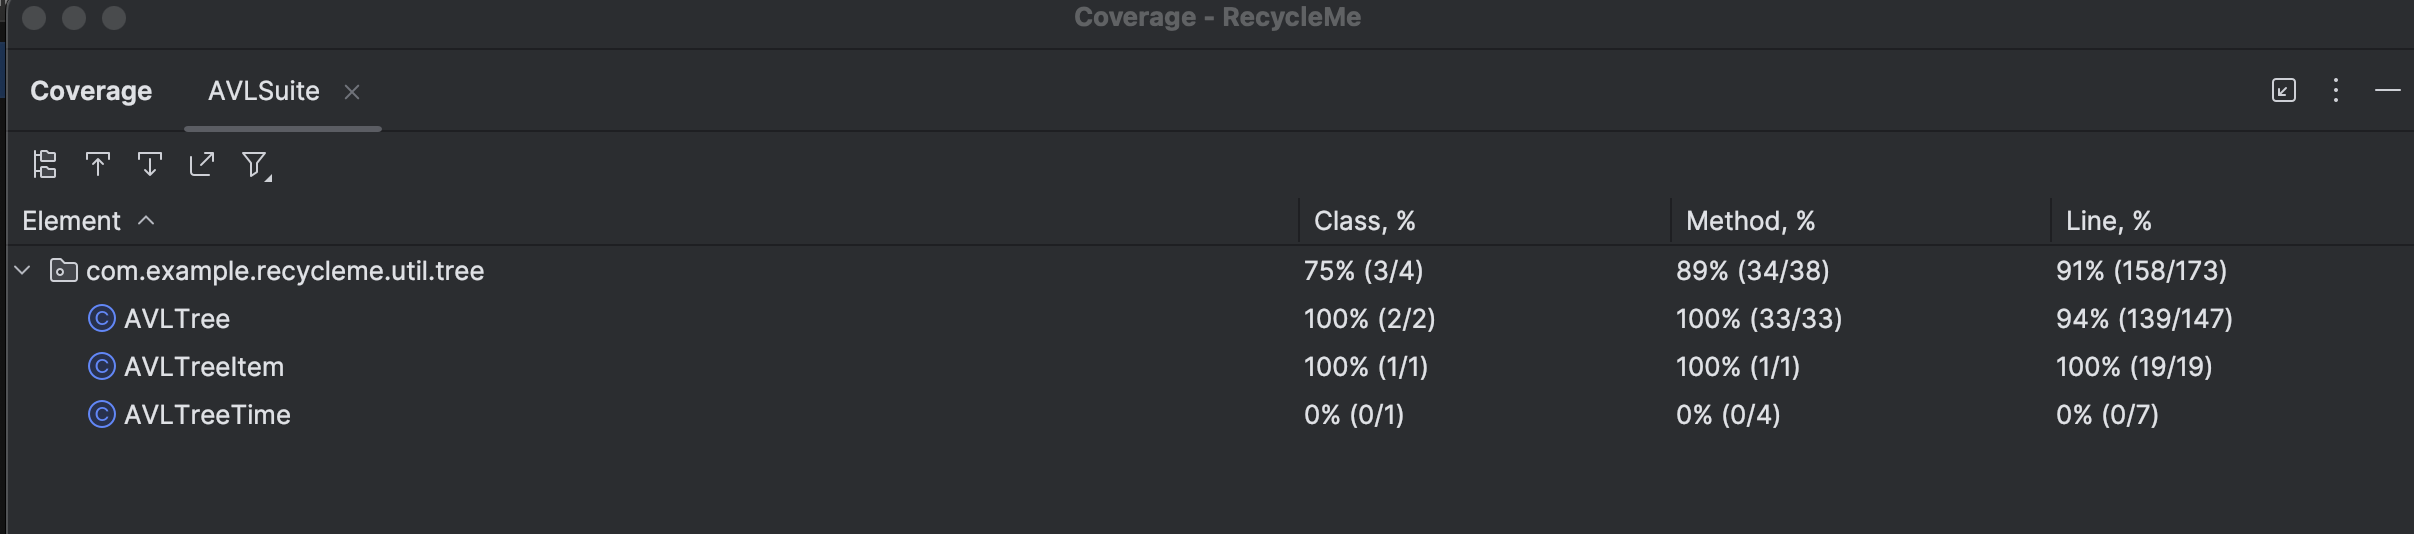 Coverage - RecycleMe
Coverage AVLSuite
Element Class, % Method, % Line, %
com.example.recycleme.util.tree 75% (3/4) 89% (34/38) 91% (158/173)
AVLTree 100% (2/2) 100% (33/33) 94% (139/147)
AVLTreeItem 100% (1/1) 100% (1/1) 100% (19/19)
AVLTreeTime 0% (0/1) 0% (0/4) 0% (0/7)